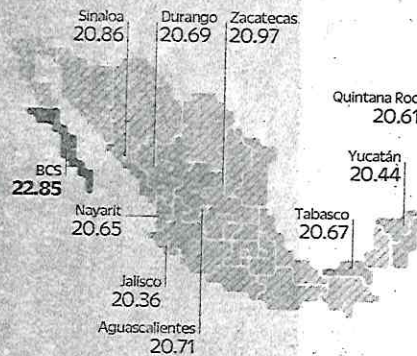 Sinaloa
20.86
Durango
20.69
Zacatecas
20.97
Quintana Roo
20.61
Yucatán
20.44
BCS
22.85
Nayarit
20.65
Tabasco
20.67
Jalisco
20.36
Aguascalientes
20.71